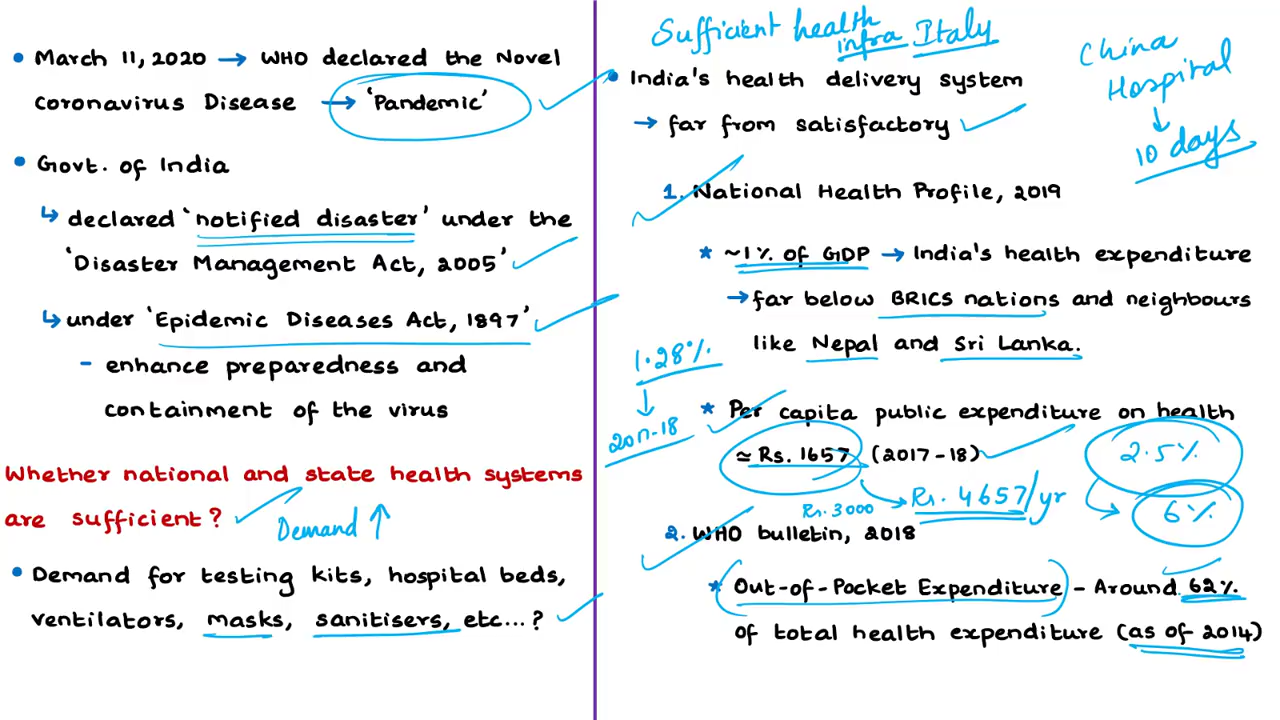 • March 11, 2020 → WHO declared the Novel
coronavirus Disease → 'Pandemic'
• Govt. of India
↳ declared 'notified disaster' under the
'Disaster Management Act, 2005'
↳ under 'Epidemic Diseases Act, 1897'
- enhance preparedness and
containment of the virus
Whether national and state health systems
are sufficient?
Demand ↑
• Demand for testing kits, hospital beds,
ventilators, masks, sanitisers, etc...?
Sufficient health
infra Italy
China
Hospital
↓
10 days
• India's health delivery system
→ far from satisfactory
1. National Health Profile, 2019
* ~1% of GDP → India's health expenditure
→ far below BRICS nations and neighbours
like Nepal and Sri Lanka.
1.28%
↓
2017-18
* Per capita public expenditure on health
≃ Rs. 1657 (2017-18)
2.5%
Rs. 3000 → Rs. 4657/yr
→ 6%
2. WHO bulletin, 2018
* Out-of-Pocket Expenditure - Around 62%
of total health expenditure (as of 2014)